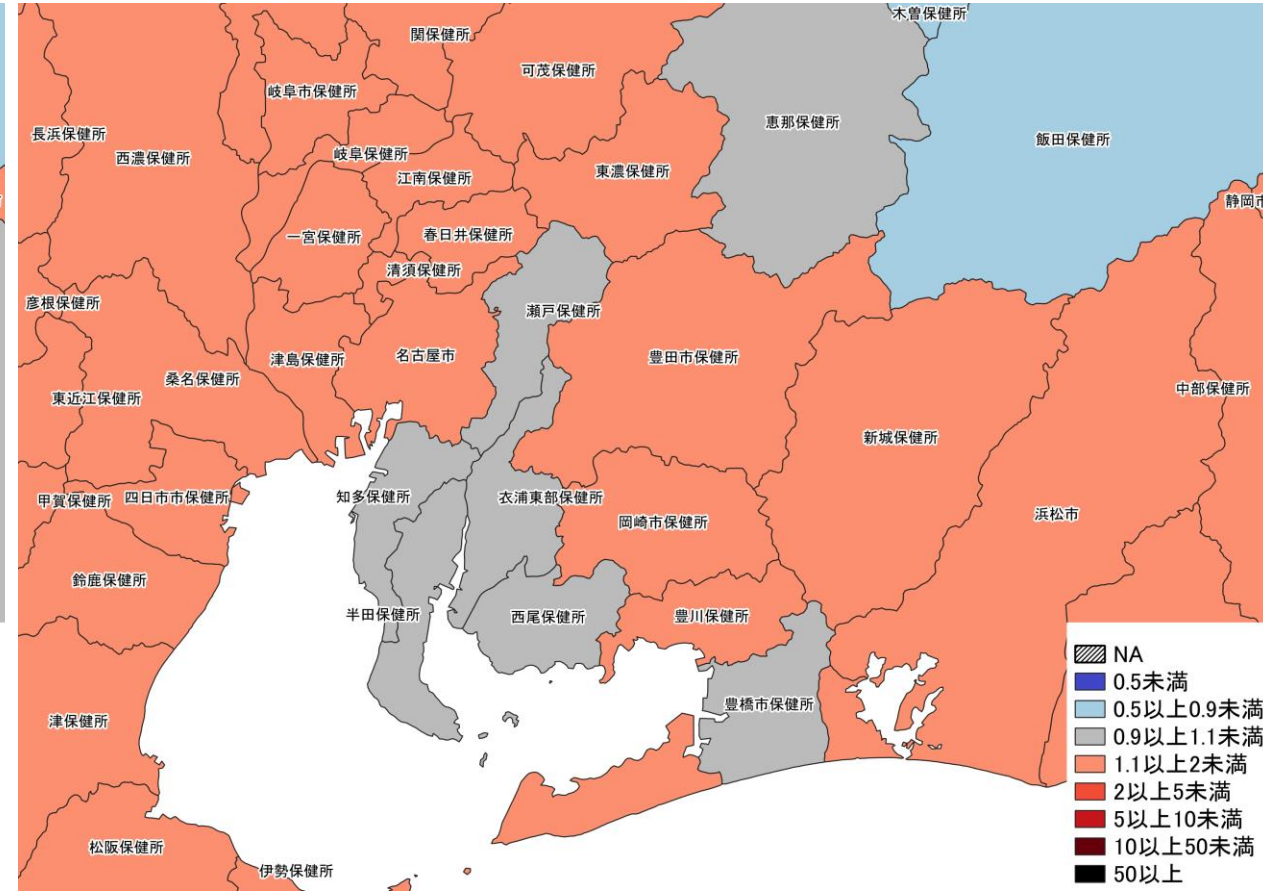 木曽保健所
関保健所
可茂保健所
岐阜市保健所
恵那保健所
長浜保健所
飯田保健所
西濃保健所
岐阜保健所
東濃保健所
江南保健所
静岡市
一宮保健所
春日井保健所
清須保健所
彦根保健所
瀬戸保健所
津島保健所
名古屋市
豊田市保健所
桑名保健所
中部保健所
東近江保健所
新城保健所
知多保健所
衣浦東部保健所
甲賀保健所
四日市市保健所
岡崎市保健所
浜松市
鈴鹿保健所
半田保健所
西尾保健所
豊川保健所
津保健所
豊橋市保健所
松阪保健所
伊勢保健所
NA
0.5未満
0.5以上0.9未満
0.9以上1.1未満
1.1以上2未満
2以上5未満
5以上10未満
10以上50未満
50以上